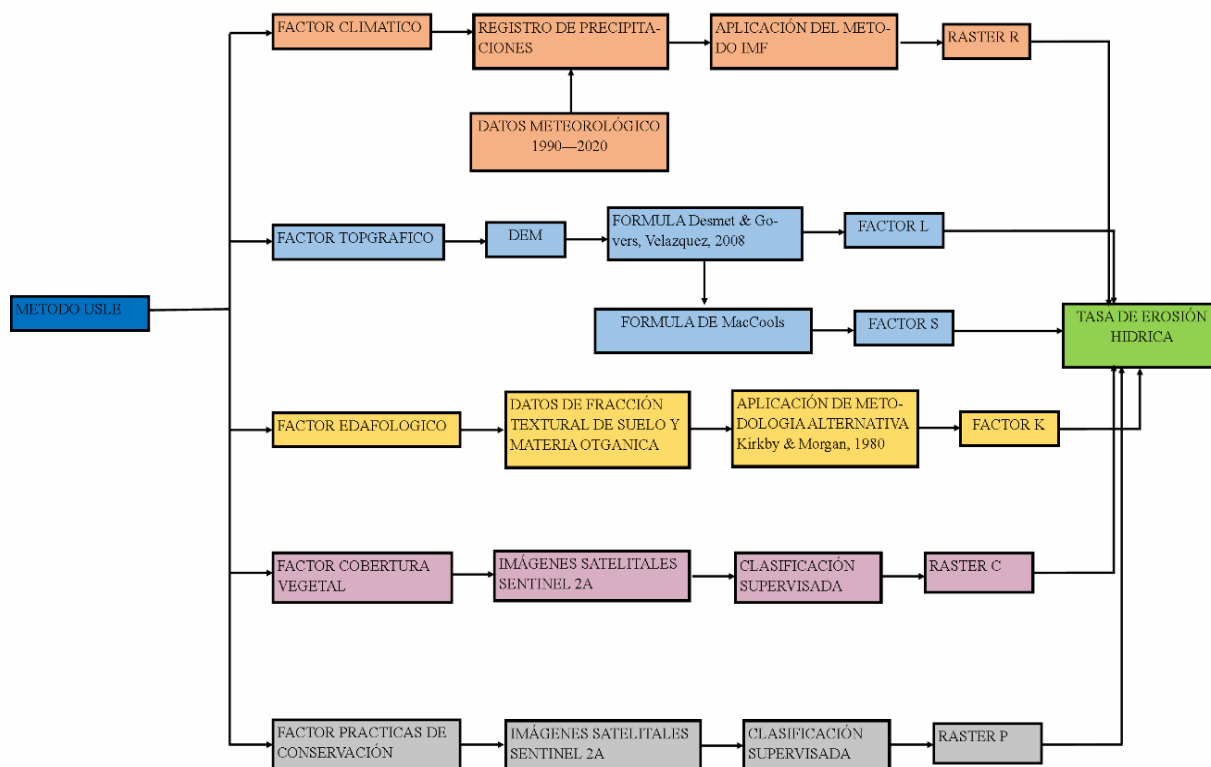 FACTOR CLIMATICO
REGISTRO DE PRECIPITA-
CIONES
APLICACIÓN DEL METO-
DO IMF
RASTER R
DATOS METEOROLÓGICO
1990—2020
FACTOR TOPGRAFICO
DEM
FORMULA Desmet & Go-
vers, Velazquez, 2008
FACTOR L
METODO USLE
FORMULA DE MacCools
FACTOR S
TASA DE EROSIÓN
HIDRICA
FACTOR EDAFOLOGICO
DATOS DE FRACCIÓN
TEXTURAL DE SUELO Y
MATERIA OTGANICA
APLICACIÓN DE METO-
DOLOGIA ALTERNATIVA
Kirkby & Morgan, 1980
FACTOR K
FACTOR COBERTURA
VEGETAL
IMÁGENES SATELITALES
SENTINEL 2A
CLASIFICACIÓN
SUPERVISADA
RASTER C
FACTOR PRACTICAS DE
CONSERVACIÓN
IMÁGENES SATELITALES
SENTINEL 2A
CLASIFICACIÓN
SUPERVISADA
RASTER P